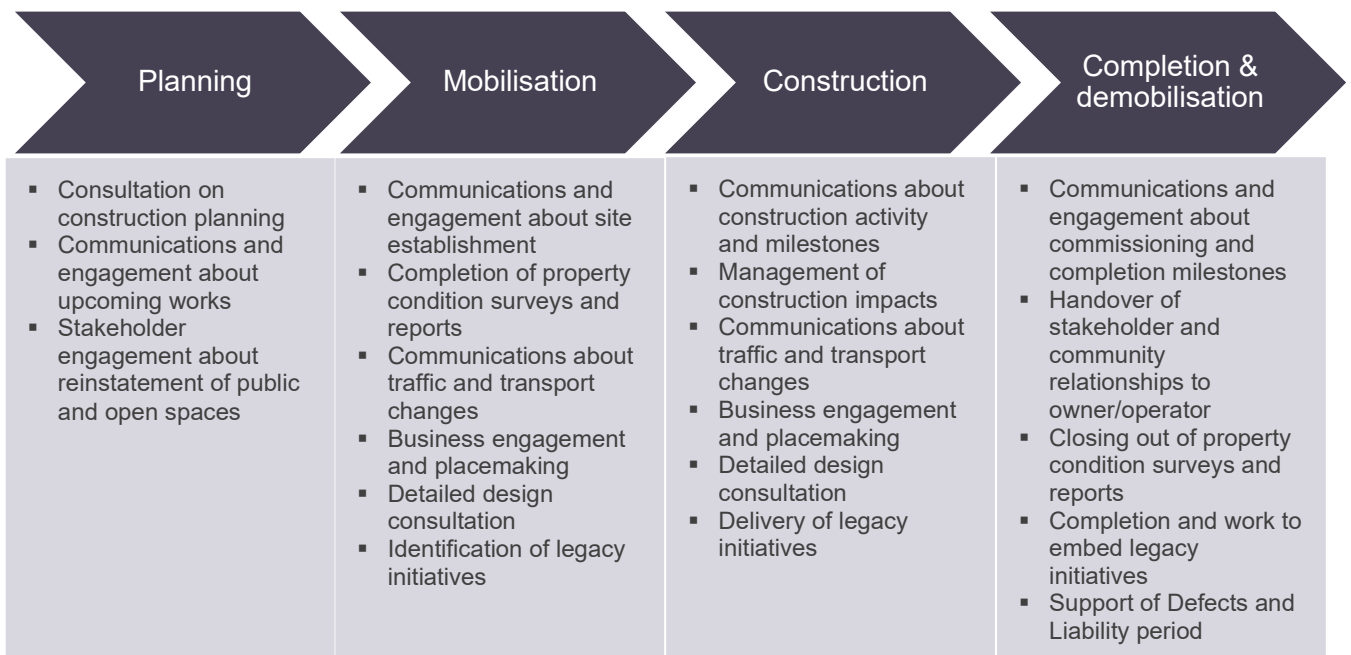 Planning
Mobilisation
Construction
Completion &
demobilisation
▪ Consultation on
construction planning
▪ Communications and
engagement about
upcoming works
▪ Stakeholder
engagement about
reinstatement of public
and open spaces
▪ Communications and
engagement about site
establishment
▪ Completion of property
condition surveys and
reports
▪ Communications about
traffic and transport
changes
▪ Business engagement
and placemaking
▪ Detailed design
consultation
▪ Identification of legacy
initiatives
▪ Communications about
construction activity
and milestones
▪ Management of
construction impacts
▪ Communications about
traffic and transport
changes
▪ Business engagement
and placemaking
▪ Detailed design
consultation
▪ Delivery of legacy
initiatives
▪ Communications and
engagement about
commissioning and
completion milestones
▪ Handover of
stakeholder and
community
relationships to
owner/operator
▪ Closing out of property
condition surveys and
reports
▪ Completion and work to
embed legacy
initiatives
▪ Support of Defects and
Liability period